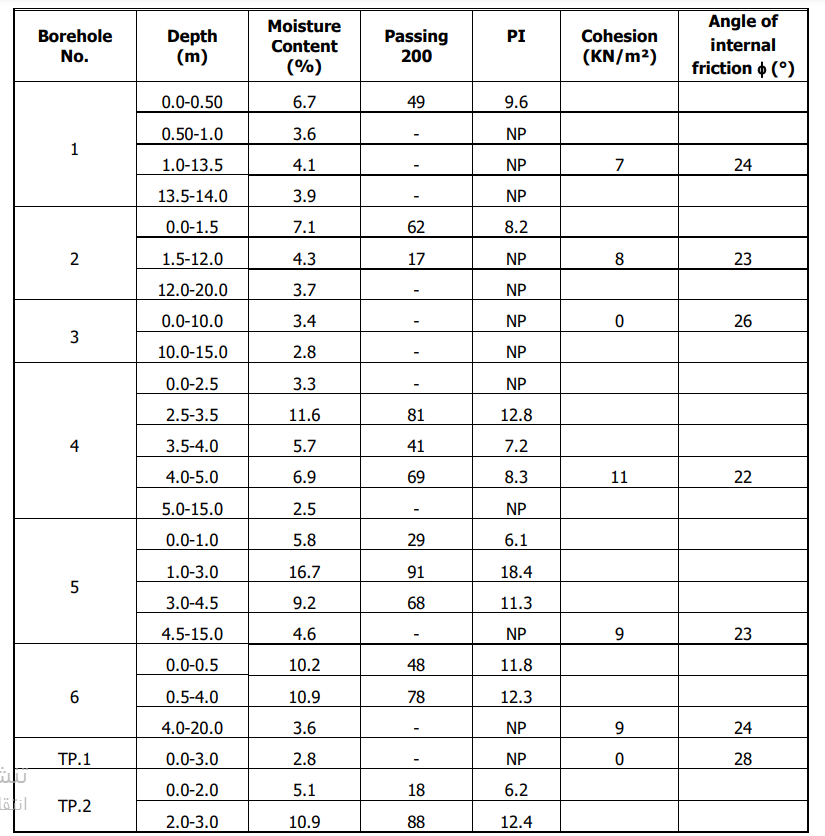 Borehole No. | Depth (m) | Moisture Content (%) | Passing 200 | PI | Cohesion (KN/m²) | Angle of internal friction ϕ (°)
1 | 0.0-0.50 | 6.7 | 49 | 9.6
0.50-1.0 | 3.6 | - | NP
1.0-13.5 | 4.1 | - | NP | 7 | 24
13.5-14.0 | 3.9 | - | NP
2 | 0.0-1.5 | 7.1 | 62 | 8.2
1.5-12.0 | 4.3 | 17 | NP | 8 | 23
12.0-20.0 | 3.7 | - | NP
3 | 0.0-10.0 | 3.4 | - | NP | 0 | 26
10.0-15.0 | 2.8 | - | NP
4 | 0.0-2.5 | 3.3 | - | NP
2.5-3.5 | 11.6 | 81 | 12.8
3.5-4.0 | 5.7 | 41 | 7.2
4.0-5.0 | 6.9 | 69 | 8.3 | 11 | 22
5.0-15.0 | 2.5 | - | NP
5 | 0.0-1.0 | 5.8 | 29 | 6.1
1.0-3.0 | 16.7 | 91 | 18.4
3.0-4.5 | 9.2 | 68 | 11.3
4.5-15.0 | 4.6 | - | NP | 9 | 23
6 | 0.0-0.5 | 10.2 | 48 | 11.8
0.5-4.0 | 10.9 | 78 | 12.3
4.0-20.0 | 3.6 | - | NP | 9 | 24
TP.1 | 0.0-3.0 | 2.8 | - | NP | 0 | 28
TP.2 | 0.0-2.0 | 5.1 | 18 | 6.2
2.0-3.0 | 10.9 | 88 | 12.4